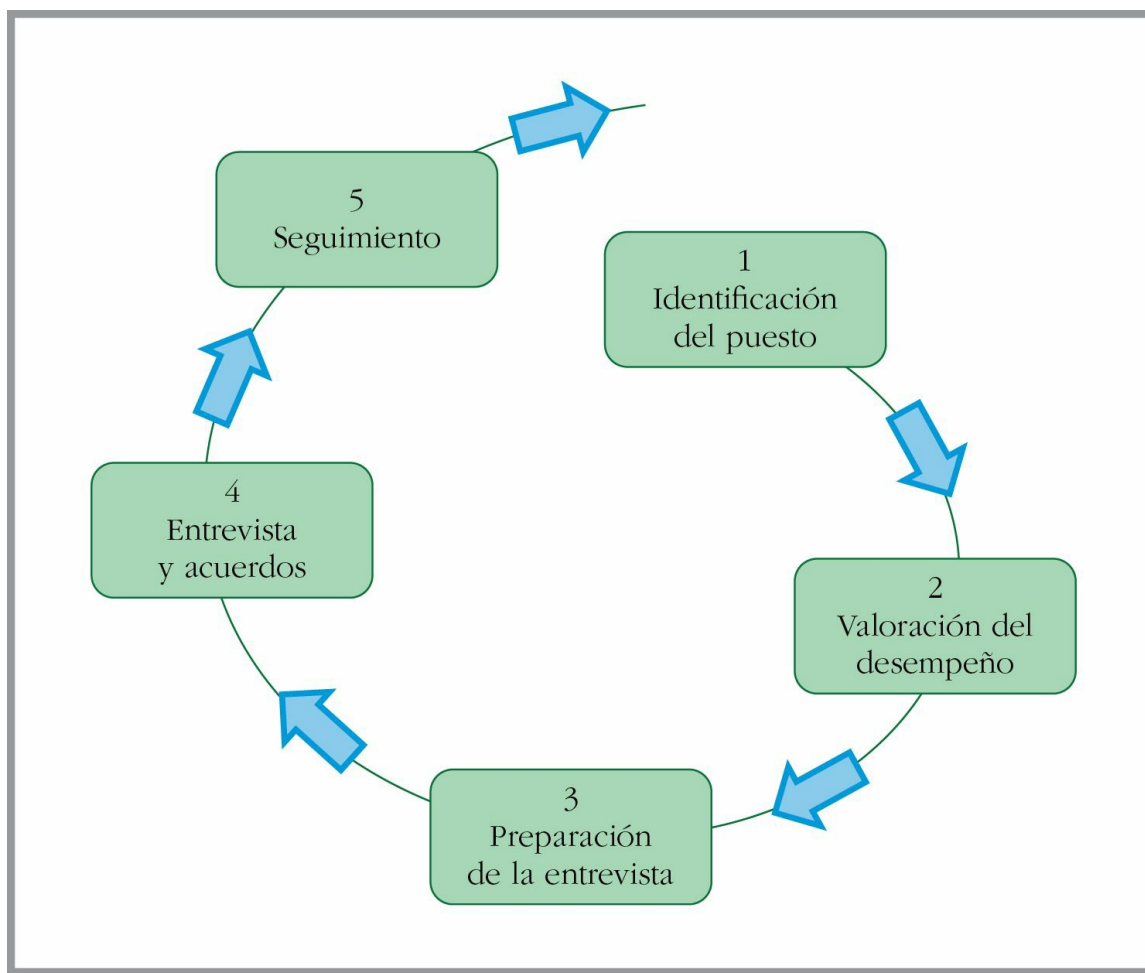 1
Identificación
del puesto
2
Valoración del
desempeño
3
Preparación
de la entrevista
4
Entrevista
y acuerdos
5
Seguimiento